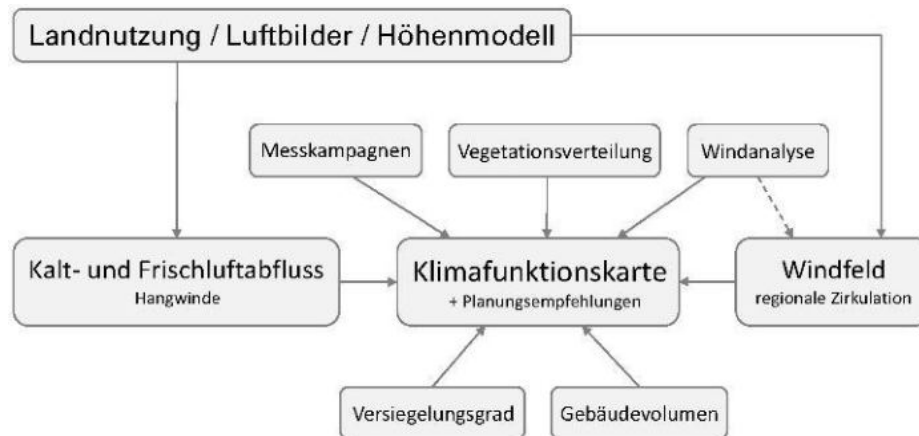 Landnutzung / Luftbilder / Höhenmodell
Messkampagnen
Vegetationsverteilung
Windanalyse
Kalt- und Frischluftabfluss
Hangwinde
Klimafunktionskarte
+ Planungsempfehlungen
Windfeld
regionale Zirkulation
Versiegelungsgrad
Gebäudevolumen